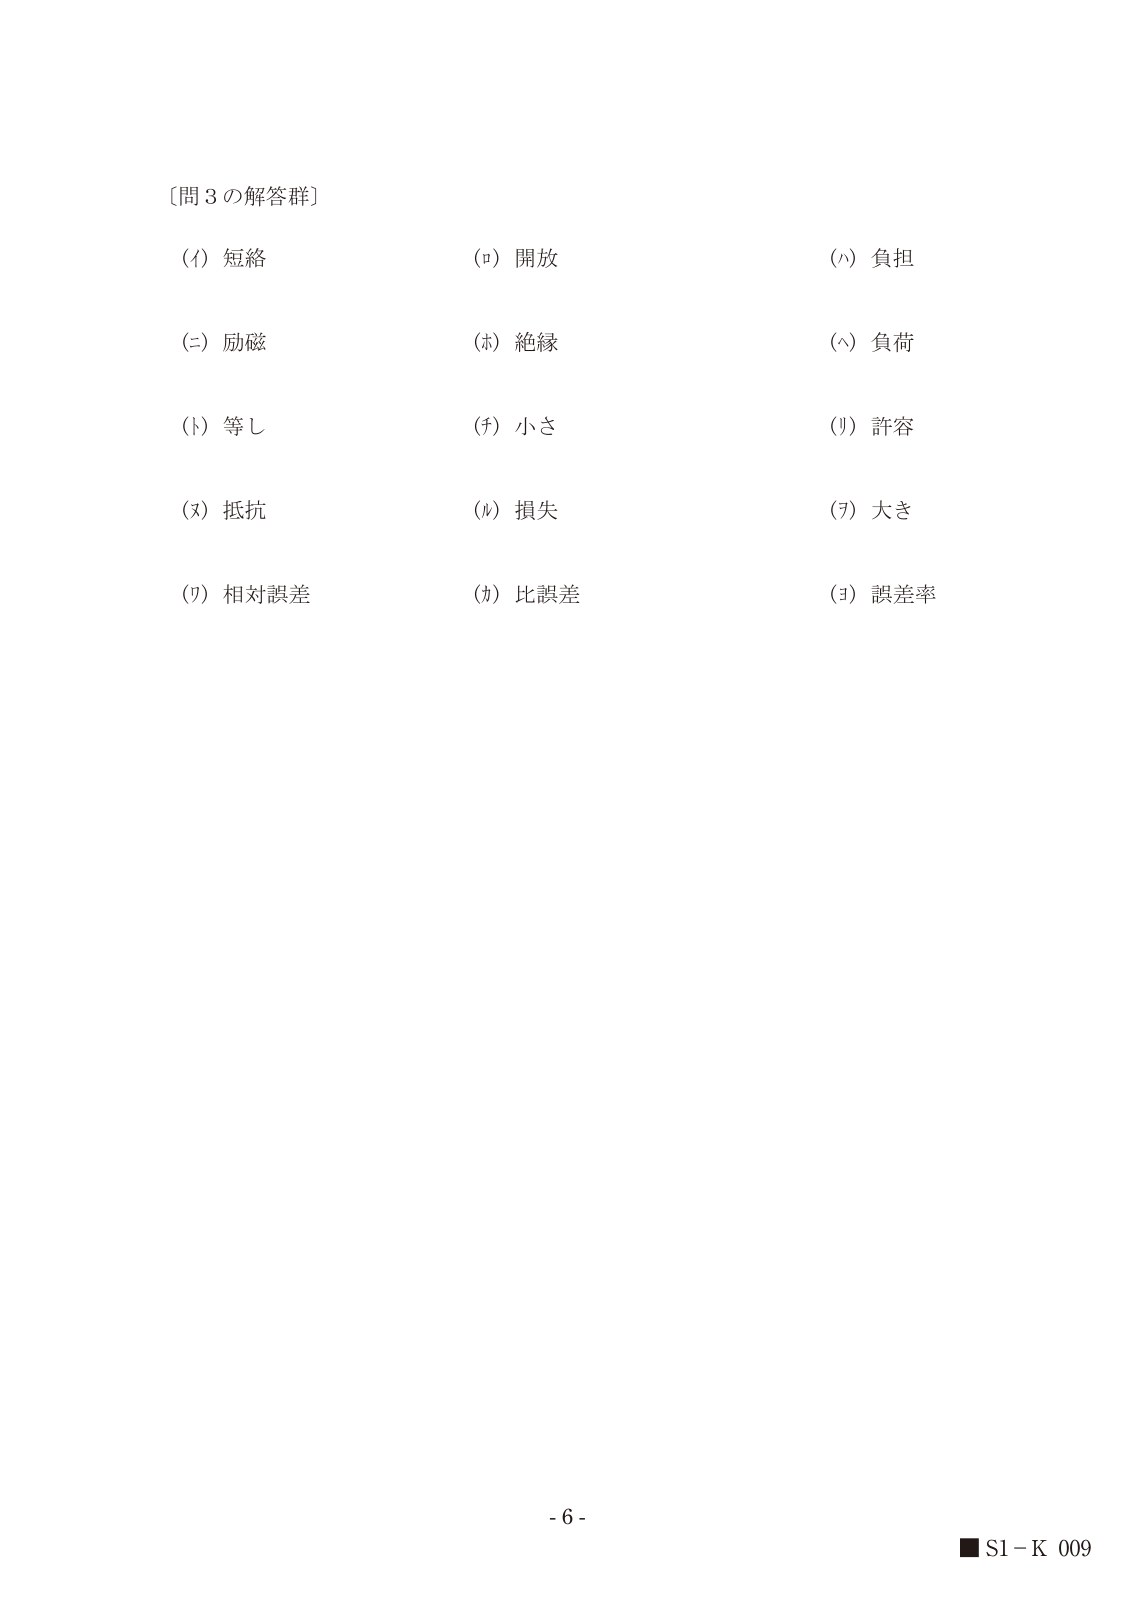 〔問３の解答群〕
(ｲ) 短絡 (ﾛ) 開放 (ﾊ) 負担
(ﾆ) 励磁 (ﾎ) 絶縁 (ﾍ) 負荷
(ﾄ) 等し (ﾁ) 小さ (ﾘ) 許容
(ﾇ) 抵抗 (ﾙ) 損失 (ｦ) 大き
(ﾜ) 相対誤差 (ｶ) 比誤差 (ﾖ) 誤差率
- 6 -
■ S1－K 009